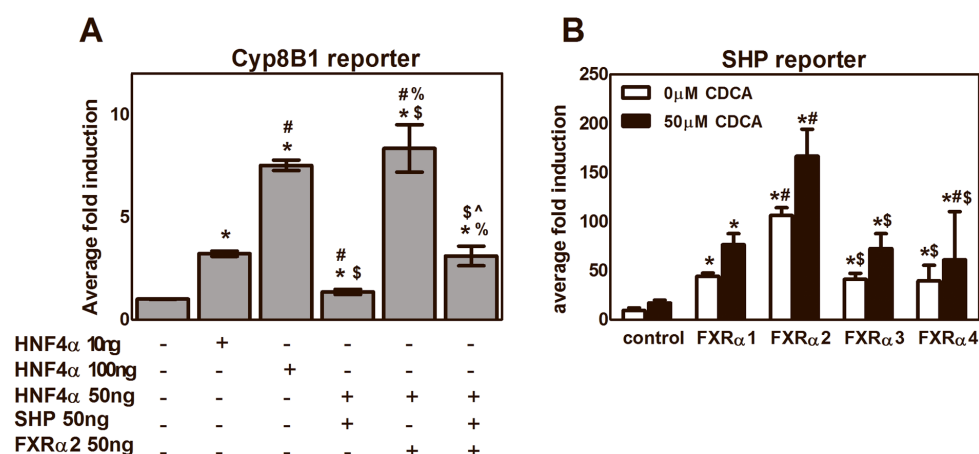 A
Cyp8B1 reporter
Average fold induction
10
5
0
*
#
*
#
* $
# %
* $
$ ^
* %
HNF4α 10ng - + - - - -
HNF4α 100ng - - + - - -
HNF4α 50ng - - - + + +
SHP 50ng - - - + - +
FXRα2 50ng - - - - + +
B
SHP reporter
average fold induction
250
200
150
100
50
0
0μM CDCA
50μM CDCA
* * *# *# *$ *$ *$ *#$
control FXRα1 FXRα2 FXRα3 FXRα4